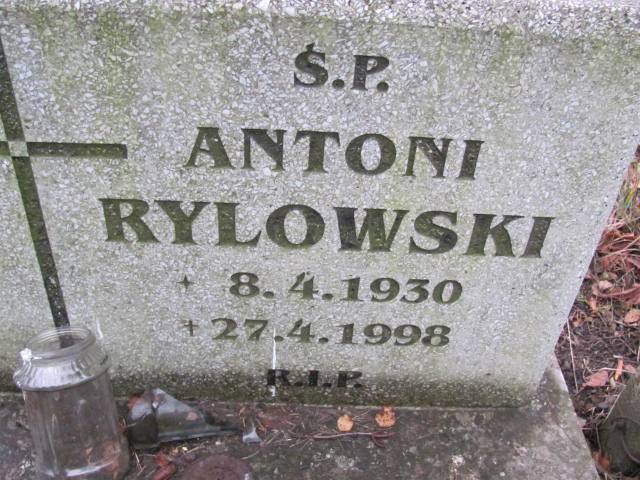 Ś.P.
ANTONI
RYLOWSKI
* 8.4.1930
+ 27.4.1998
R.I.P.